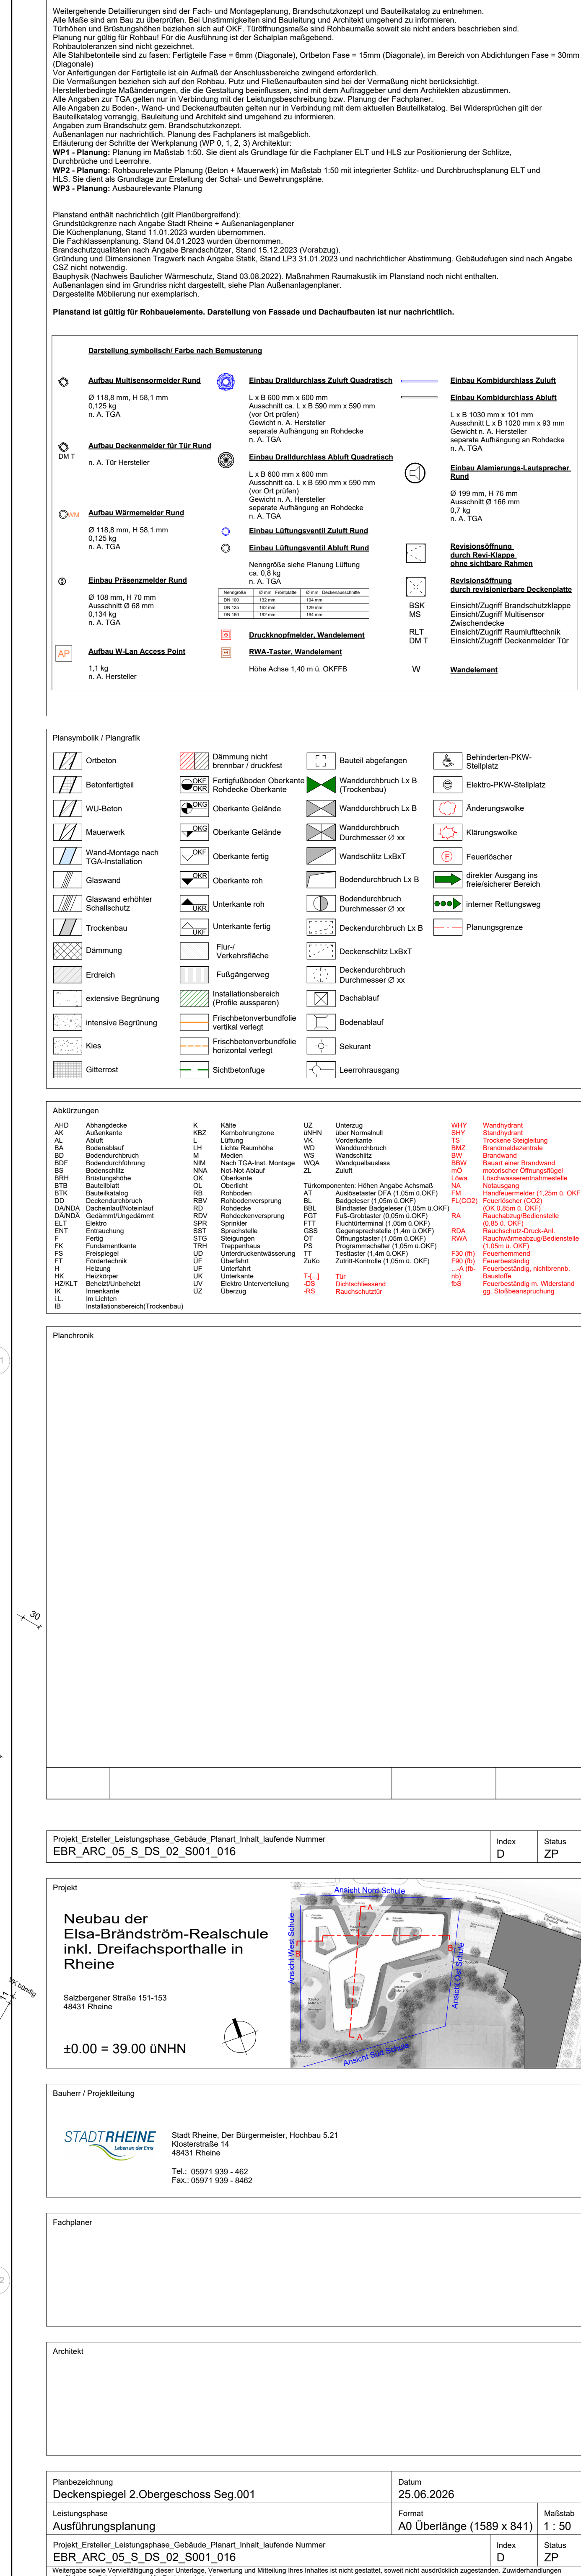 Weitergehende Detaillierungen sind der Fach- und Montageplanung, Brandschutzkonzept und Bauteilkatalog zu entnehmen.
Alle Maße sind am Bau zu überprüfen. Bei Unstimmigkeiten sind Bauleitung und Architekt umgehend zu informieren.
Türhöhen und Brüstungshöhen beziehen sich auf OKF. Türöffnungsmaße sind Rohbaumaße soweit sie nicht anders beschrieben sind.
Planung nur gültig für Rohbau! Für die Ausführung ist der Schalplan maßgebend.
Rohbautoleranzen sind nicht gezeichnet.
Alle Stahlbetonteile sind zu fasen: Fertigteile Fase = 6mm (Diagonale), Ortbeton Fase = 15mm (Diagonale), im Bereich von Abdichtungen Fase = 30mm
(Diagonale)
Vor Anfertigungen der Fertigteile ist ein Aufmaß der Anschlussbereiche zwingend erforderlich.
Die Vermaßungen beziehen sich auf den Rohbau. Putz und Fließenaufbauten sind bei der Vermaßung nicht berücksichtigt.
Herstellerbedingte Maßänderungen, die die Gestaltung beeinflussen, sind mit dem Auftraggeber und dem Architekten abzustimmen.
Alle Angaben zur TGA gelten nur in Verbindung mit der Leistungsbeschreibung bzw. Planung der Fachplaner.
Alle Angaben zu Boden-, Wand- und Deckenaufbauten gelten nur in Verbindung mit dem aktuellen Bauteilkatalog. Bei Widersprüchen gilt der
Bauteilkatalog vorrangig, Bauleitung und Architekt sind umgehend zu informieren.
Angaben zum Brandschutz gem. Brandschutzkonzept.
Außenanlagen nur nachrichtlich. Planung des Fachplaners ist maßgeblich.
Erläuterung der Schritte der Werkplanung (WP 0, 1, 2, 3) Architektur:
WP1 - Planung: Planung im Maßstab 1:50. Sie dient als Grundlage für die Fachplaner ELT und HLS zur Positionierung der Schlitze,
Durchbrüche und Leerrohre.
WP2 - Planung: Rohbaurelevante Planung (Beton + Mauerwerk) im Maßstab 1:50 mit integrierter Schlitz- und Durchbruchsplanung ELT und
HLS. Sie dient als Grundlage zur Erstellung der Schal- und Bewehrungspläne.
WP3 - Planung: Ausbaurelevante Planung
Planstand enthält nachrichtlich (gilt Planübergreifend):
Grundstückgrenze nach Angabe Stadt Rheine + Außenanlagenplaner
Die Küchenplanung, Stand 11.01.2023 wurden übernommen.
Die Fachklassenplanung. Stand 04.01.2023 wurden übernommen.
Brandschutzqualitäten nach Angabe Brandschützer, Stand 15.12.2023 (Vorabzug).
Gründung und Dimensionen Tragwerk nach Angabe Statik, Stand LP3 31.01.2023 und nachrichtlicher Abstimmung. Gebäudefugen sind nach Angabe
CSZ nicht notwendig.
Bauphysik (Nachweis Baulicher Wärmeschutz, Stand 03.08.2022). Maßnahmen Raumakustik im Planstand noch nicht enthalten.
Außenanlagen sind im Grundriss nicht dargestellt, siehe Plan Außenanlagenplaner.
Dargestellte Möblierung nur exemplarisch.
Planstand ist gültig für Rohbauelemente. Darstellung von Fassade und Dachaufbauten ist nur nachrichtlich.
Darstellung symbolisch/ Farbe nach Bemusterung
Aufbau Multisensormelder Rund
Ø 118,8 mm, H 58,1 mm
0,125 kg
n. A. TGA
DM T
Aufbau Deckenmelder für Tür Rund
n. A. Tür Hersteller
WM
Aufbau Wärmemelder Rund
Ø 118,8 mm, H 58,1 mm
0,125 kg
n. A. TGA
Einbau Präsenzmelder Rund
Ø 108 mm, H 70 mm
Ausschnitt Ø 68 mm
0,134 kg
n. A. TGA
AP
Aufbau W-Lan Access Point
1,1 kg
n. A. Hersteller
Einbau Dralldurchlass Zuluft Quadratisch
L x B 600 mm x 600 mm
Ausschnitt ca. L x B 590 mm x 590 mm
(vor Ort prüfen)
Gewicht n. A. Hersteller
separate Aufhängung an Rohdecke
n. A. TGA
Einbau Dralldurchlass Abluft Quadratisch
L x B 600 mm x 600 mm
Ausschnitt ca. L x B 590 mm x 590 mm
(vor Ort prüfen)
Gewicht n. A. Hersteller
separate Aufhängung an Rohdecke
n. A. TGA
Einbau Lüftungsventil Zuluft Rund
Einbau Lüftungsventil Abluft Rund
Nenngröße siehe Planung Lüftung
ca. 0,8 kg
n. A. TGA
Nenngröße Ø mm Frontplatte Ø mm Deckenausschnitte
DN 100 132 mm 104 mm
DN 125 162 mm 129 mm
DN 160 192 mm 164 mm
Druckknopfmelder, Wandelement
RWA-Taster, Wandelement
Höhe Achse 1,40 m ü. OKFFB
Einbau Kombidurchlass Zuluft
Einbau Kombidurchlass Abluft
L x B 1030 mm x 101 mm
Ausschnitt L x B 1020 mm x 93 mm
Gewicht n. A. Hersteller
separate Aufhängung an Rohdecke
n. A. TGA
Einbau Alamierungs-Lautsprecher
Rund
Ø 199 mm, H 76 mm
Ausschnitt Ø 166 mm
0,7 kg
n. A. TGA
Revisionsöffnung
durch Revi-Klappe
ohne sichtbare Rahmen
Revisionsöffnung
durch revisionierbare Deckenplatte
BSK Einsicht/Zugriff Brandschutzklappe
MS Einsicht/Zugriff Multisensor
Zwischendecke
RLT Einsicht/Zugriff Raumlufttechnik
DM T Einsicht/Zugriff Deckenmelder Tür
W Wandelement
Plansymbolik / Plangrafik
Ortbeton
Betonfertigteil
WU-Beton
Mauerwerk
Wand-Montage nach
TGA-Installation
Glaswand
Glaswand erhöhter
Schallschutz
Trockenbau
Dämmung
Erdreich
extensive Begrünung
intensive Begrünung
Kies
Gitterrost
Dämmung nicht
brennbar / druckfest
OKF
OKR
Fertigfußboden Oberkante
Rohdecke Oberkante
OKG
Oberkante Gelände
OKG
Oberkante Gelände
OKF
Oberkante fertig
OKR
Oberkante roh
UKR
Unterkante roh
UKF
Unterkante fertig
Flur-/
Verkehrsfläche
Fußgängerweg
Installationsbereich
(Profile aussparen)
Frischbetonverbundfolie
vertikal verlegt
Frischbetonverbundfolie
horizontal verlegt
Sichtbetonfuge
Bauteil abgefangen
Wanddurchbruch Lx B
(Trockenbau)
Wanddurchbruch Lx B
Wanddurchbruch
Durchmesser ∅ xx
Wandschlitz LxBxT
Bodendurchbruch Lx B
Bodendurchbruch
Durchmesser ∅ xx
Deckendurchbruch Lx B
Deckenschlitz LxBxT
Deckendurchbruch
Durchmesser ∅ xx
Dachablauf
Bodenablauf
Sekurant
Leerrohrausgang
Behinderten-PKW-
Stellplatz
Elektro-PKW-Stellplatz
Änderungswolke
Klärungswolke
F
Feuerlöscher
direkter Ausgang ins
freie/sicherer Bereich
interner Rettungsweg
Planungsgrenze
Abkürzungen
AHD Abhangdecke
AK Außenkante
AL Abluft
BA Bodenablauf
BD Bodendurchbruch
BDF Bodendurchführung
BS Bodenschlitz
BRH Brüstungshöhe
BTB Bauteilblatt
BTK Bauteilkatalog
DD Deckendurchbruch
DA/NDA Dacheinlauf/Noteinlauf
DÄ/NDÄ Gedämmt/Ungedämmt
ELT Elektro
ENT Entrauchung
F Fertig
FK Fundamentkante
FS Freispiegel
FT Fördertechnik
H Heizung
HK Heizkörper
HZ/KLT Beheizt/Unbeheizt
IK Innenkante
i.L. Im Lichten
IB Installationsbereich(Trockenbau)
K Kälte
KBZ Kernbohrungzone
L Lüftung
LH Lichte Raumhöhe
M Medien
NIM Nach TGA-Inst. Montage
NNA Not-Not Ablauf
OK Oberkante
OL Oberlicht
RB Rohboden
RBV Rohbodenversprung
RD Rohdecke
RDV Rohdeckenversprung
SPR Sprinkler
SST Sprechstelle
STG Steigungen
TRH Treppenhaus
UD Unterdruckentwässerung
ÜF Überfahrt
UF Unterfahrt
UK Unterkante
UV Elektro Unterverteilung
ÜZ Überzug
UZ Unterzug
üNHN über Normalnull
VK Vorderkante
WD Wanddurchbruch
WS Wandschlitz
WQA Wandquellauslass
ZL Zuluft
Türkomponenten: Höhen Angabe Achsmaß
AT Auslösetaster DFA (1,05m ü.OKF)
BL Badgeleser (1,05m ü.OKF)
BBL Blindtaster Badgeleser (1,05m ü.OKF)
FGT Fuß-Grobtaster (0,05m ü.OKF)
FTT Fluchtürterminal (1,05m ü.OKF)
GSS Gegensprechstelle (1,4m ü.OKF)
ÖT Öffnungstaster (1,05m ü.OKF)
PS Programmschalter (1,05m ü.OKF)
TT Testtaster (1,4m ü.OKF)
ZuKo Zutritt-Kontrolle (1,05m ü. OKF)
T-[...] Tür
-DS Dichtschliessend
-RS Rauchschutztür
WHY Wandhydrant
SHY Standhydrant
TS Trockene Steigleitung
BMZ Brandmeldezentrale
BW Brandwand
BBW Bauart einer Brandwand
mÖ motorischer Öffnungsflügel
Löwa Löschwasserentnahmestelle
NA Notausgang
FM Handfeuermelder (1,25m ü. OKF
FL(CO2) Feuerlöscher (CO2)
(OK 0,85m ü. OKF)
RA Rauchabzug/Bedienstelle
(0,85 ü. OKF)
RDA Rauchschutz-Druck-Anl.
RWA Rauchwärmeabzug/Bedienstelle
(1,05m ü. OKF)
F30 (fh) Feuerhemmend
F90 (fb) Feuerbeständig
...-A (fb- Feuerbeständig, nichtbrennb.
nb) Baustoffe
fbS Feuerbeständig m. Widerstand
gg. Stoßbeanspruchung
Planchronik
30
Projekt_Ersteller_Leistungsphase_Gebäude_Planart_Inhalt_laufende Nummer
EBR_ARC_05_S_DS_02_S001_016
Index
D
Status
ZP
Projekt
Neubau der
Elsa-Brändström-Realschule
inkl. Dreifachsporthalle in
Rheine
Salzbergener Straße 151-153
48431 Rheine
±0.00 = 39.00 üNHN
Ansicht Nord Schule
Ansicht West Schule
Ansicht Ost Schule
Ansicht Süd Schule
A
B
B
A
VK bündig
11
Bauherr / Projektleitung
STADTRHEINE
Leben an der Ems
Stadt Rheine, Der Bürgermeister, Hochbau 5.21
Klosterstraße 14
48431 Rheine
Tel.: 05971 939 - 462
Fax.: 05971 939 - 8462
Fachplaner
Architekt
Planbezeichnung
Deckenspiegel 2.Obergeschoss Seg.001
Datum
25.06.2026
Leistungsphase
Ausführungsplanung
Format
A0 Überlänge (1589 x 841)
Maßstab
1 : 50
Projekt_Ersteller_Leistungsphase_Gebäude_Planart_Inhalt_laufende Nummer
EBR_ARC_05_S_DS_02_S001_016
Index
D
Status
ZP
Weitergabe sowie Vervielfältigung dieser Unterlage, Verwertung und Mitteilung Ihres Inhaltes ist nicht gestattet, soweit nicht ausdrücklich zugestanden. Zuwiderhandlungen